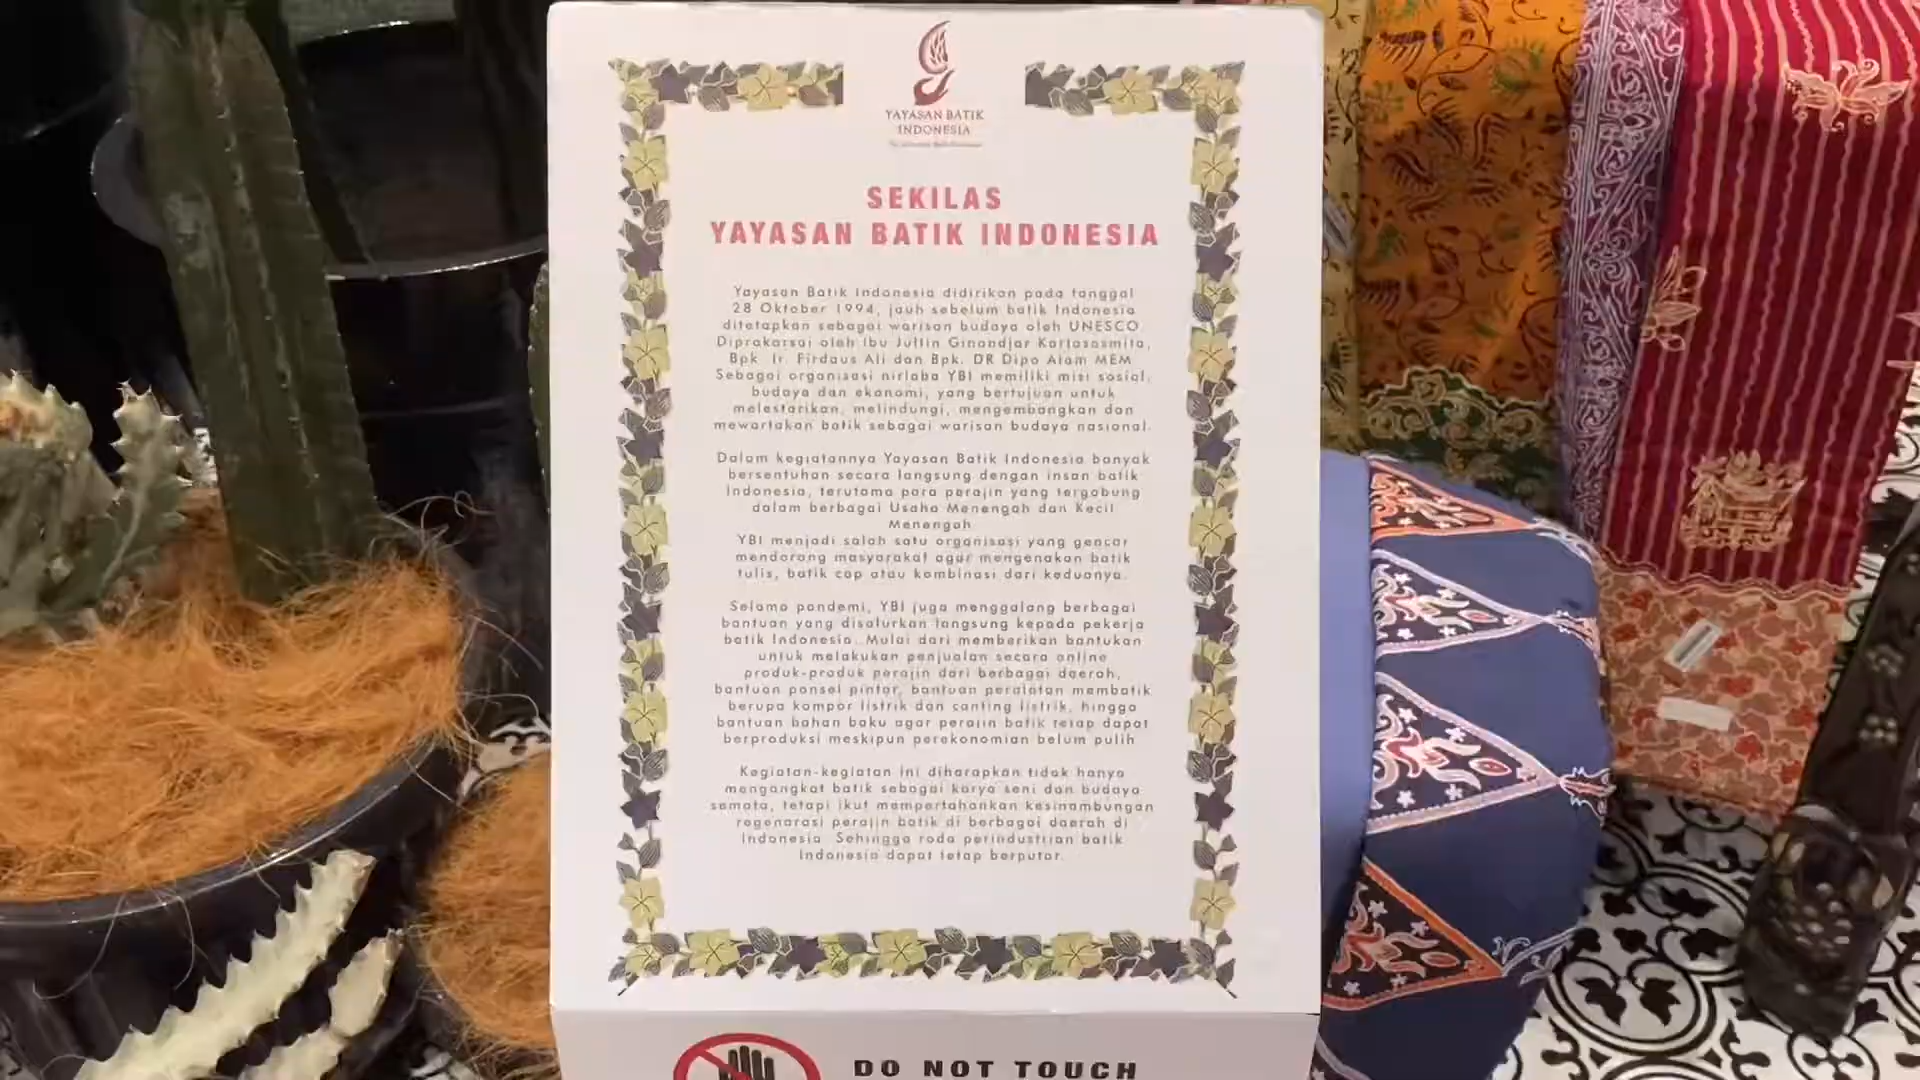 YAYASAN BATIK
INDONESIA
SEKILAS
YAYASAN BATIK INDONESIA
Yayasan Batik Indonesia didirikan pada tanggal
28 Oktober 1994, jauh sebelum batik Indonesia
ditetapkan sebagai warisan budaya oleh UNESCO.
Diprakarsai oleh Ibu Jultin Ginandjar Kartasasmita,
Bpk. Ir. Firdaus Ali dan Bpk. DR Dipo Alam MEM.
Sebagai organisasi nirlaba YBI memiliki misi sosial,
budaya dan ekonomi, yang bertujuan untuk
melestarikan, melindungi, mengembangkan dan
mewartakan batik sebagai warisan budaya nasional.
Dalam kegiatannya Yayasan Batik Indonesia banyak
bersentuhan secara langsung dengan insan batik
Indonesia, terutama para perajin yang tergabung
dalam berbagai Usaha Menengah dan Kecil
Menengah.
YBI menjadi salah satu organisasi yang gencar
mendorong masyarakat agar mengenakan batik
tulis, batik cap atau kombinasi dari keduanya.
Selama pandemi, YBI juga menggalang berbagai
bantuan yang disalurkan langsung kepada pekerja
batik Indonesia. Mulai dari memberikan bantukan
untuk melakukan penjualan secara online
produk-produk perajin dari berbagai daerah,
bantuan ponsel pintar, bantuan peralatan membatik
berupa kompor listrik dan canting listrik, hingga
bantuan bahan baku agar perajin batik tetap dapat
berproduksi meskipun perekonomian belum pulih.
Kegiatan-kegiatan ini diharapkan tidak hanya
mengangkat batik sebagai karya seni dan budaya
semata, tetapi ikut mempertahankan kesinambungan
regenarasi perajin batik di berbagai daerah di
Indonesia. Sehingga roda perindustrian batik
Indonesia dapat tetap berputar.
DO NOT TOUCH